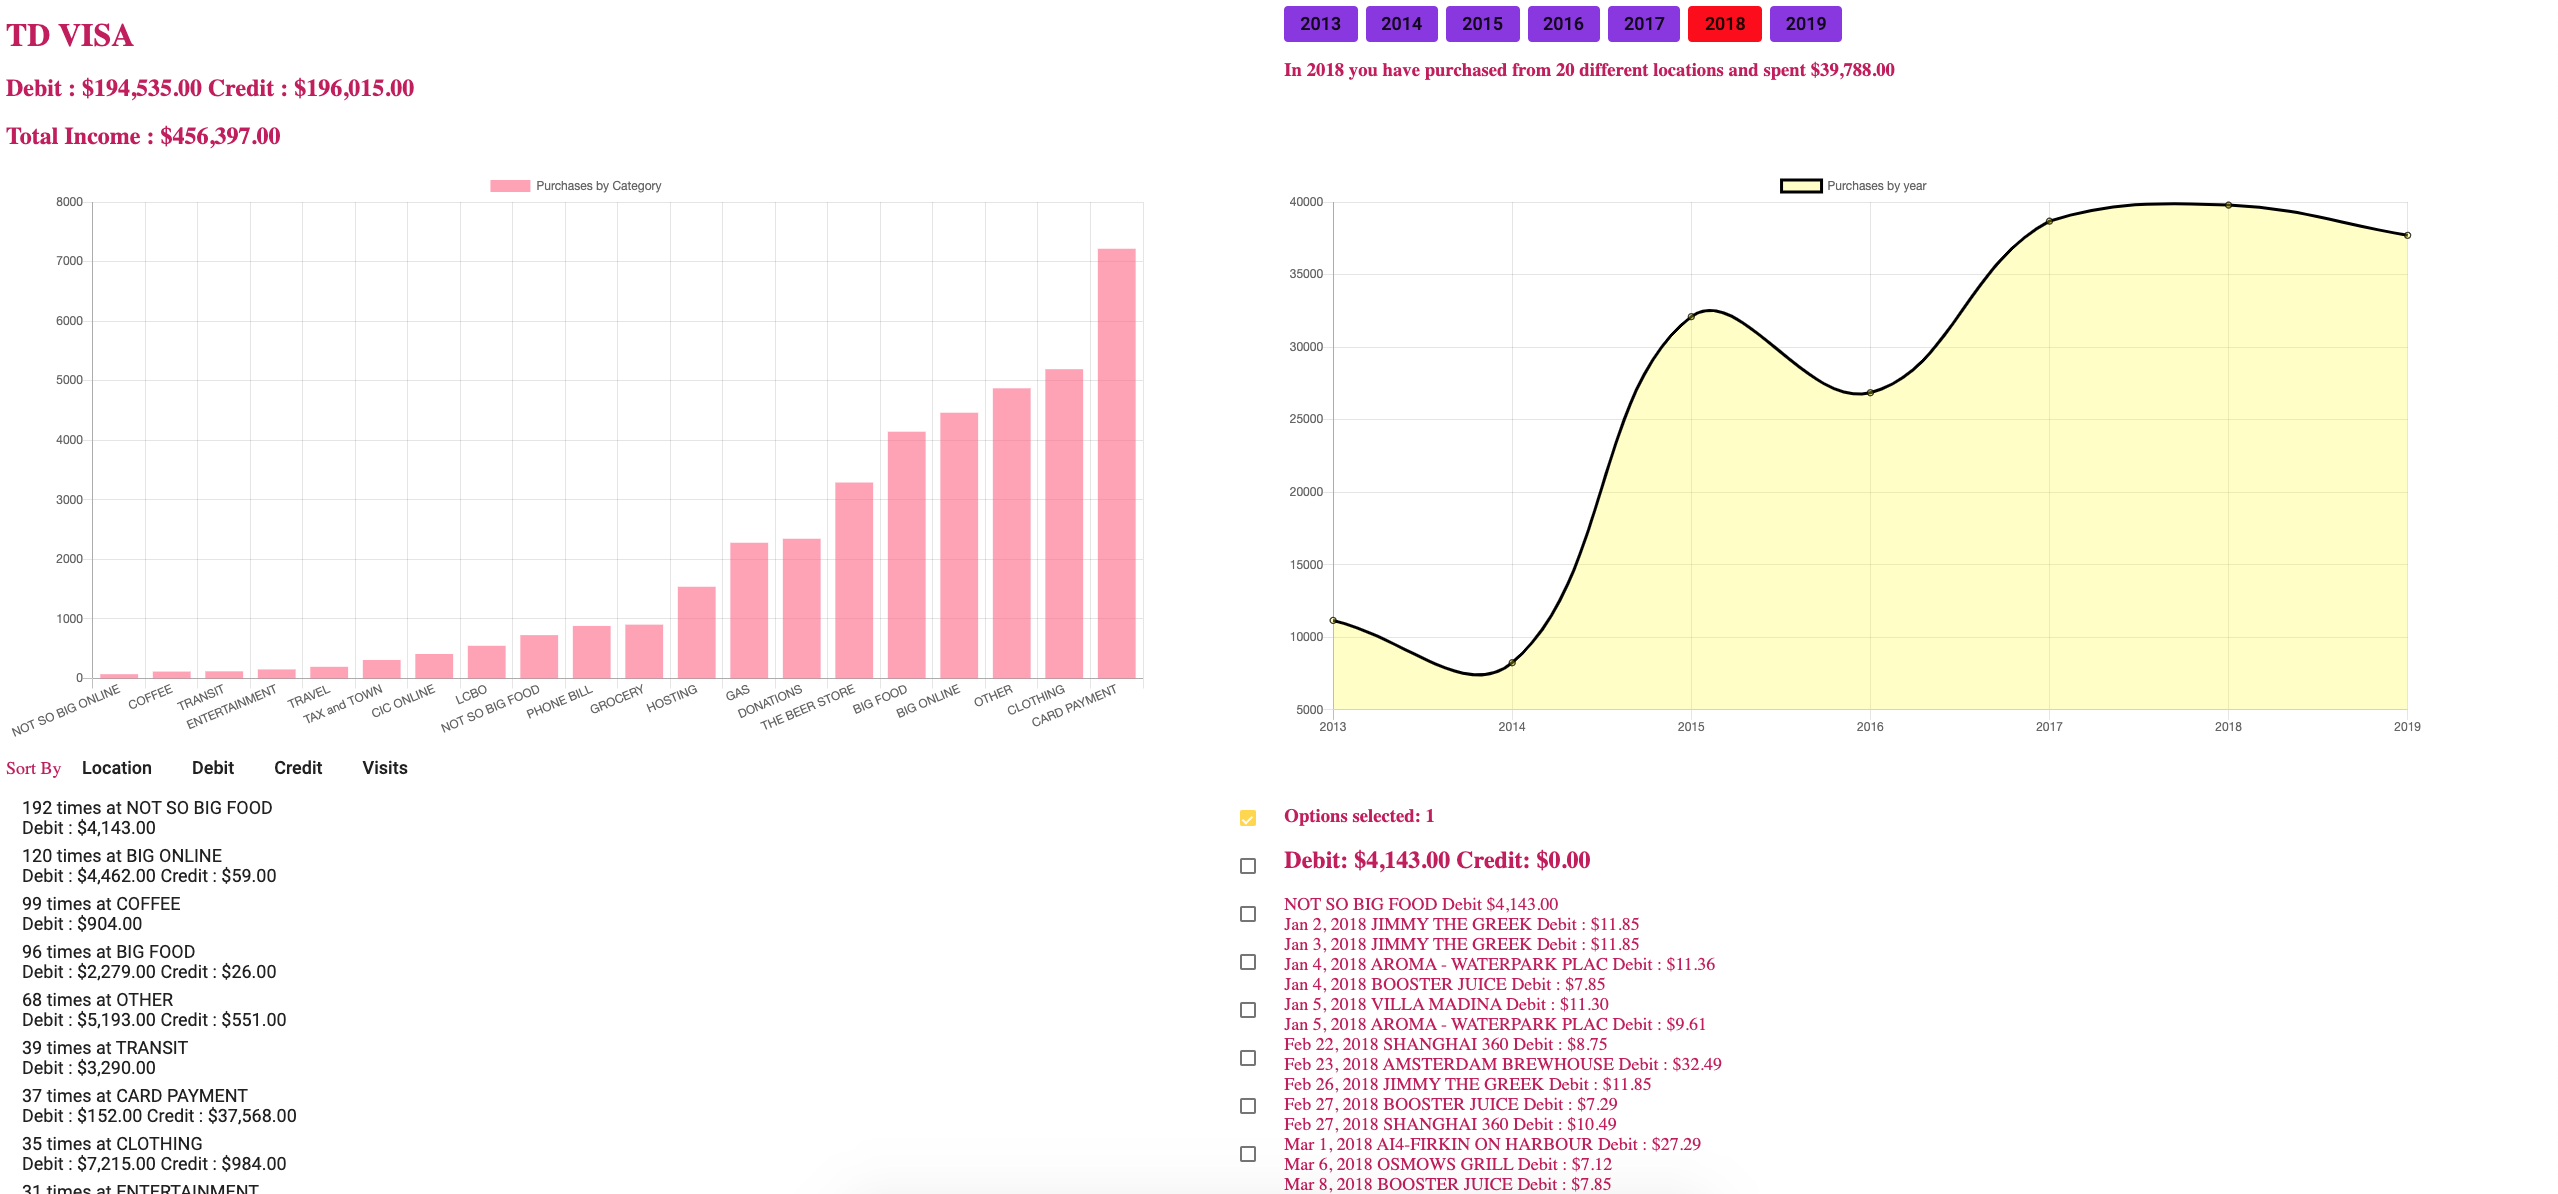 TD VISA
Debit : $194,535.00 Credit : $196,015.00
Total Income : $456,397.00
2013 2014 2015 2016 2017 2018 2019
In 2018 you have purchased from 20 different locations and spent $39,788.00
Purchases by Category
8000
7000
6000
5000
4000
3000
2000
1000
0
NOT SO BIG ONLINE
COFFEE
TRANSIT
ENTERTAINMENT
TRAVEL
TAX and TOWN
CIC ONLINE
LCBO
NOT SO BIG FOOD
PHONE BILL
GROCERY
HOSTING
GAS
DONATIONS
THE BEER STORE
BIG FOOD
BIG ONLINE
OTHER
CLOTHING
CARD PAYMENT
Purchases by year
40000
35000
30000
25000
20000
15000
10000
5000
2013 2014 2015 2016 2017 2018 2019
Sort By Location Debit Credit Visits
192 times at NOT SO BIG FOOD
Debit : $4,143.00
120 times at BIG ONLINE
Debit : $4,462.00 Credit : $59.00
99 times at COFFEE
Debit : $904.00
96 times at BIG FOOD
Debit : $2,279.00 Credit : $26.00
68 times at OTHER
Debit : $5,193.00 Credit : $551.00
39 times at TRANSIT
Debit : $3,290.00
37 times at CARD PAYMENT
Debit : $152.00 Credit : $37,568.00
35 times at CLOTHING
Debit : $7,215.00 Credit : $984.00
31 times at ENTERTAINMENT
Options selected: 1
Debit: $4,143.00 Credit: $0.00
NOT SO BIG FOOD Debit $4,143.00
Jan 2, 2018 JIMMY THE GREEK Debit : $11.85
Jan 3, 2018 JIMMY THE GREEK Debit : $11.85
Jan 4, 2018 AROMA - WATERPARK PLAC Debit : $11.36
Jan 4, 2018 BOOSTER JUICE Debit : $7.85
Jan 5, 2018 VILLA MADINA Debit : $11.30
Jan 5, 2018 AROMA - WATERPARK PLAC Debit : $9.61
Feb 22, 2018 SHANGHAI 360 Debit : $8.75
Feb 23, 2018 AMSTERDAM BREWHOUSE Debit : $32.49
Feb 26, 2018 JIMMY THE GREEK Debit : $11.85
Feb 27, 2018 BOOSTER JUICE Debit : $7.29
Feb 27, 2018 SHANGHAI 360 Debit : $10.49
Mar 1, 2018 AI4-FIRKIN ON HARBOUR Debit : $27.29
Mar 6, 2018 OSMOWS GRILL Debit : $7.12
Mar 8, 2018 BOOSTER JUICE Debit : $7.85